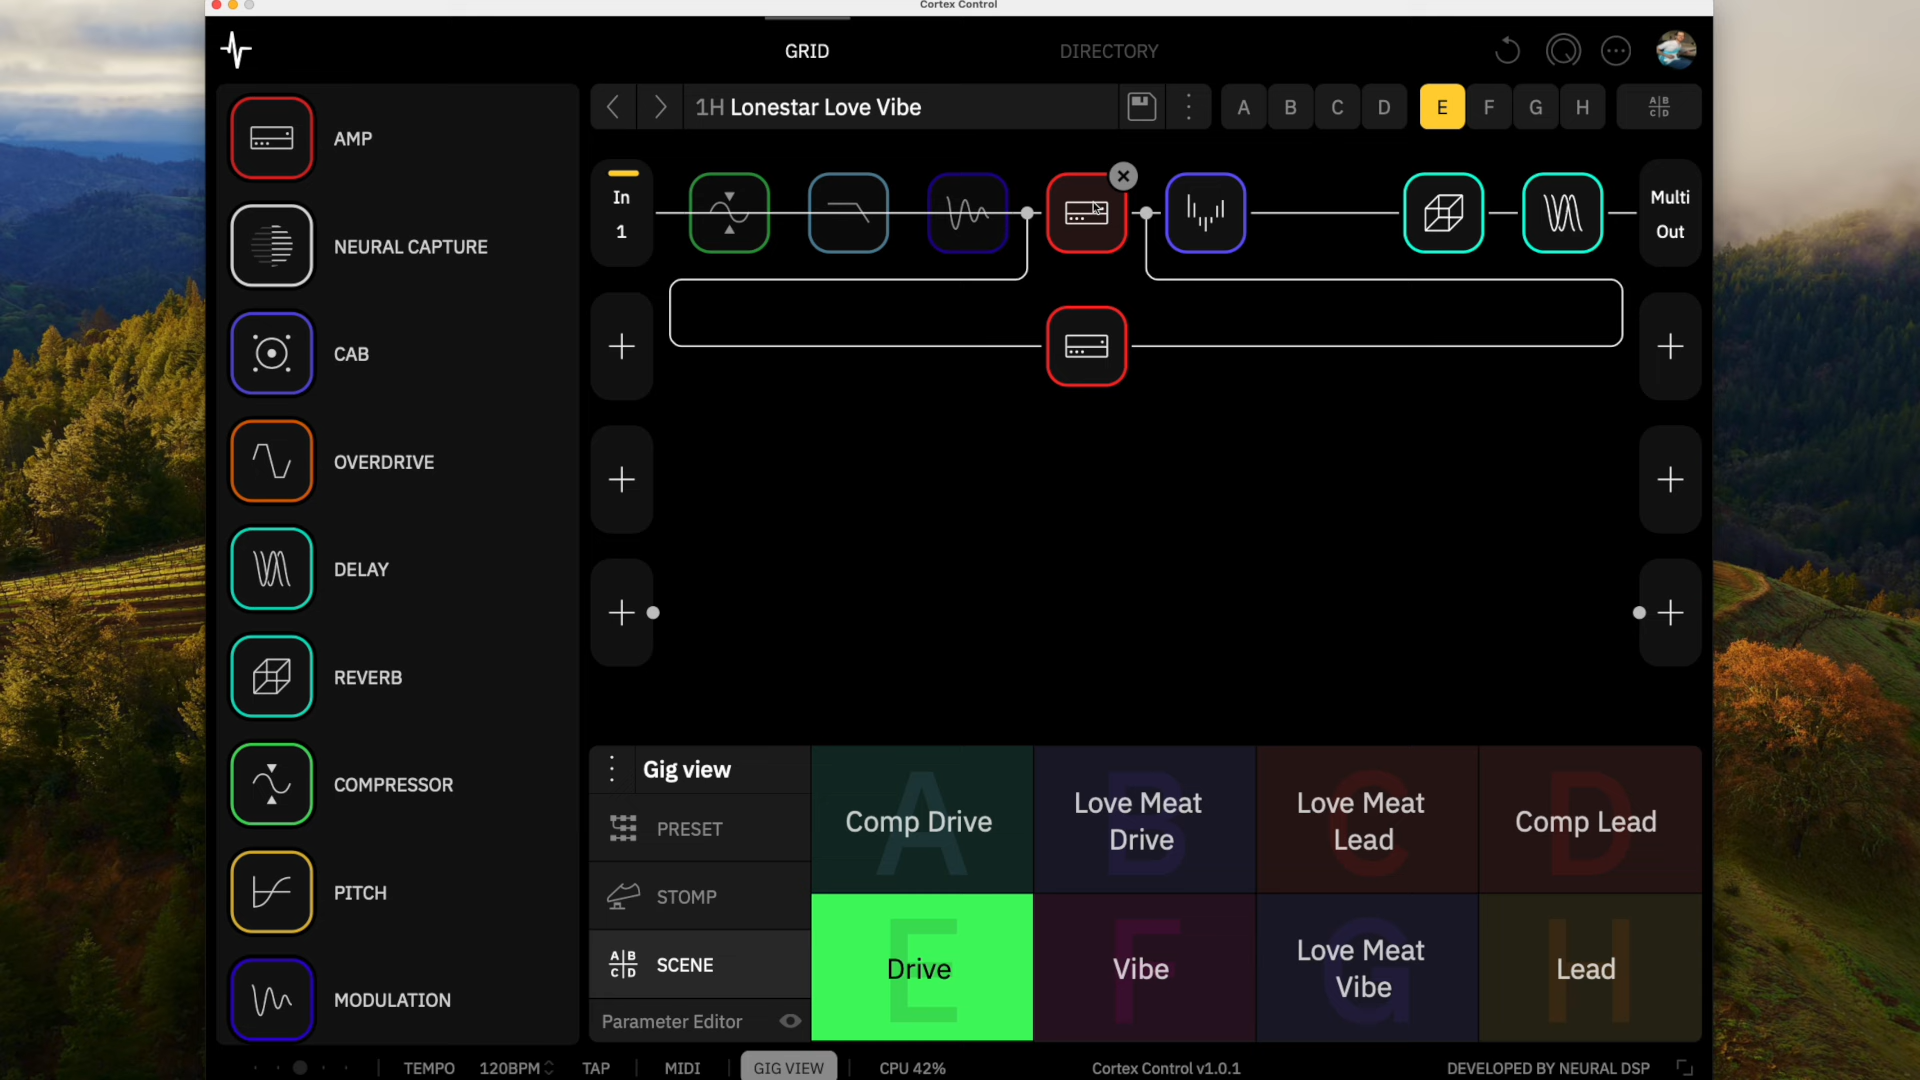 Cortex Control
GRID
DIRECTORY
1H Lonestar Love Vibe
A
B
C
D
E
F
G
H
A B
C D
AMP
NEURAL CAPTURE
CAB
OVERDRIVE
DELAY
REVERB
COMPRESSOR
PITCH
MODULATION
In
1
Multi
Out
Gig view
PRESET
STOMP
A B
C D
SCENE
Parameter Editor
A
Comp Drive
B
Love Meat
Drive
C
Love Meat
Lead
D
Comp Lead
E
Drive
F
Vibe
G
Love Meat
Vibe
H
Lead
TEMPO
120BPM
TAP
MIDI
GIG VIEW
CPU 42%
Cortex Control v1.0.1
DEVELOPED BY NEURAL DSP